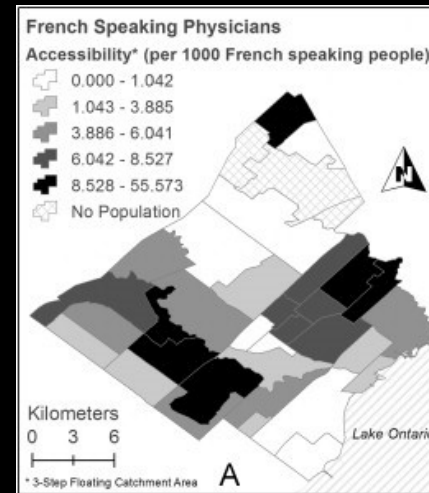 French Speaking Physicians
Accessibility* (per 1000 French speaking people)
0.000 - 1.042
1.043 - 3.885
3.886 - 6.041
6.042 - 8.527
8.528 - 55.573
No Population
N
Kilometers
0 3 6
Lake Ontario
* 3-Step Floating Catchment Area
A